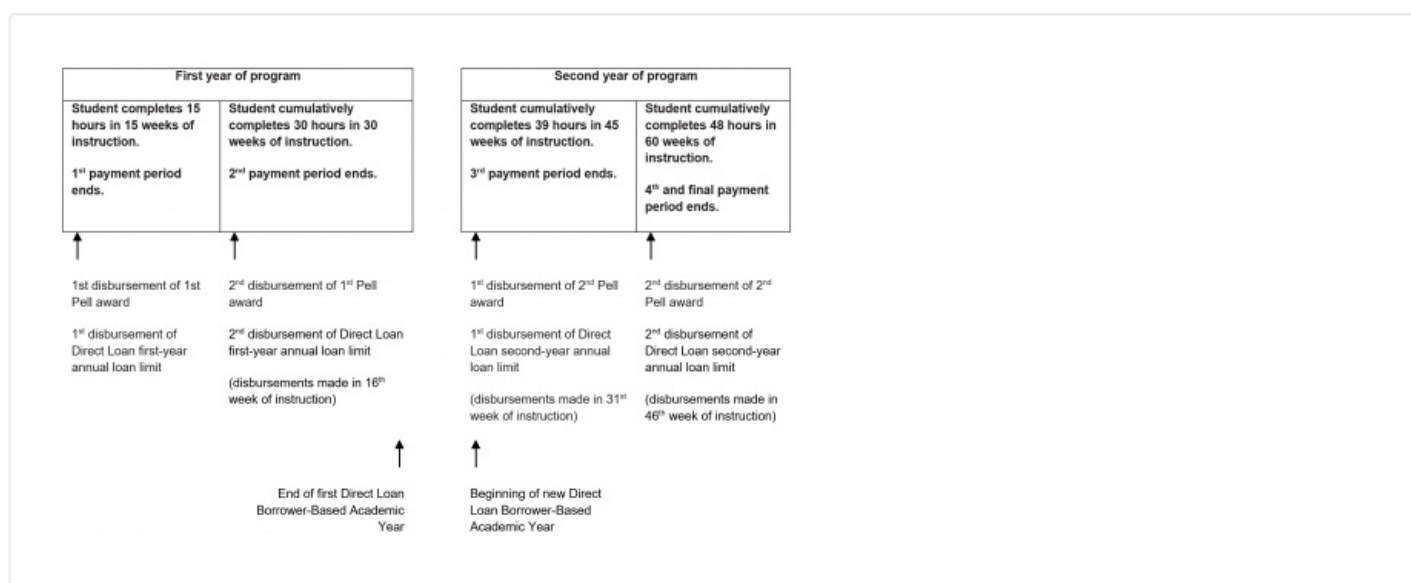 First year of program
Student completes 15
hours in 15 weeks of
instruction.
1st payment period
ends.
Student cumulatively
completes 30 hours in 30
weeks of instruction.
2nd payment period ends.
Second year of program
Student cumulatively
completes 39 hours in 45
weeks of instruction.
3rd payment period ends.
Student cumulatively
completes 48 hours in
60 weeks of
instruction.
4th and final payment
period ends.
1st disbursement of 1st
Pell award
1st disbursement of
Direct Loan first-year
annual loan limit
2nd disbursement of 1st Pell
award
2nd disbursement of Direct Loan
first-year annual loan limit
(disbursements made in 16th
week of instruction)
1st disbursement of 2nd Pell
award
1st disbursement of Direct
Loan second-year annual
loan limit
(disbursements made in 31st
week of instruction)
2nd disbursement of 2nd
Pell award
2nd disbursement of
Direct Loan second-year
annual loan limit
(disbursements made in
46th week of instruction)
End of first Direct Loan
Borrower-Based Academic
Year
Beginning of new Direct
Loan Borrower-Based
Academic Year